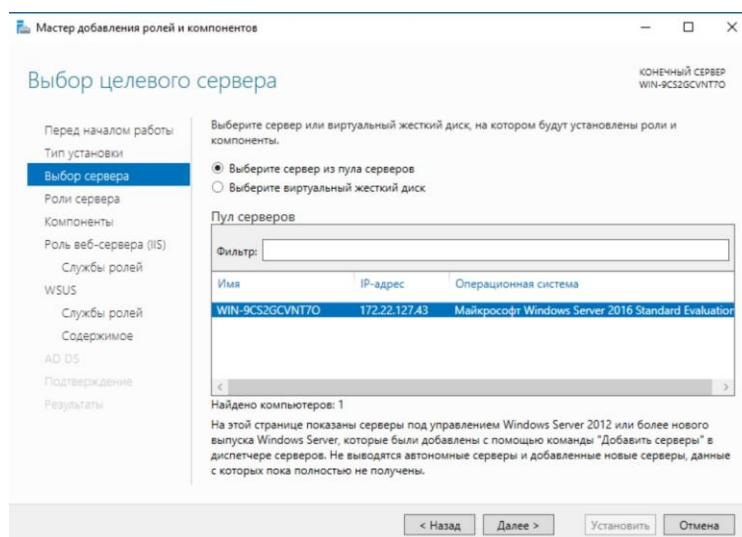 Мастер добавления ролей и компонентов
Выбор целевого сервера
КОНЕЧНЫЙ СЕРВЕР
WIN-9CS2GCVNT7O
Перед началом работы
Тип установки
Выбор сервера
Роли сервера
Компоненты
Роль веб-сервера (IIS)
Службы ролей
WSUS
Службы ролей
Содержимое
AD DS
Подтверждение
Результаты
Выберите сервер или виртуальный жесткий диск, на котором будут установлены роли и
компоненты.
Выберите сервер из пула серверов
Выберите виртуальный жесткий диск
Пул серверов
Фильтр:
Имя IP-адрес Операционная система
WIN-9CS2GCVNT7O 172.22.127.43 Майкрософт Windows Server 2016 Standard Evaluation
Найдено компьютеров: 1
На этой странице показаны серверы под управлением Windows Server 2012 или более нового
выпуска Windows Server, которые были добавлены с помощью команды "Добавить серверы" в
диспетчере серверов. Не выводятся автономные серверы и добавленные новые серверы, данные
с которых пока полностью не получены.
< Назад Далее > Установить Отмена